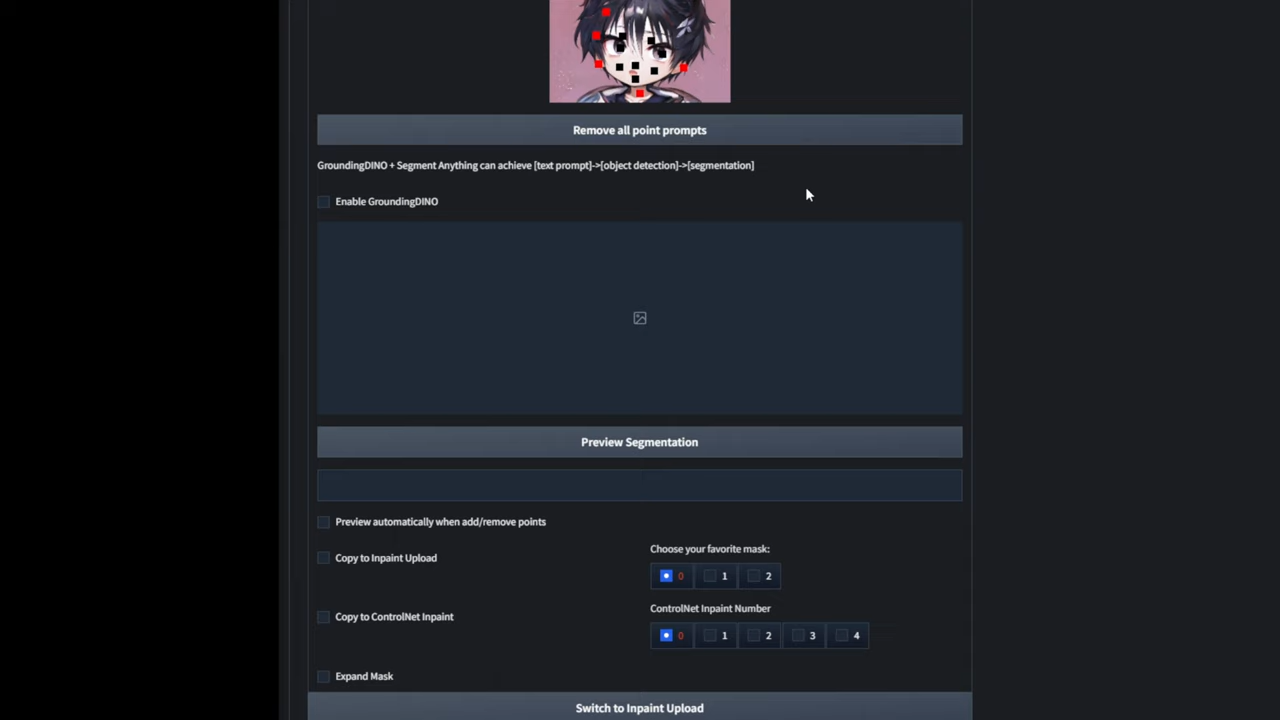 Remove all point prompts
GroundingDINO + Segment Anything can achieve [text prompt]->[object detection]->[segmentation]
Enable GroundingDINO
Preview Segmentation
Preview automatically when add/remove points
Copy to Inpaint Upload
Choose your favorite mask:
0 1 2
Copy to ControlNet Inpaint
ControlNet Inpaint Number
0 1 2 3 4
Expand Mask
Switch to Inpaint Upload